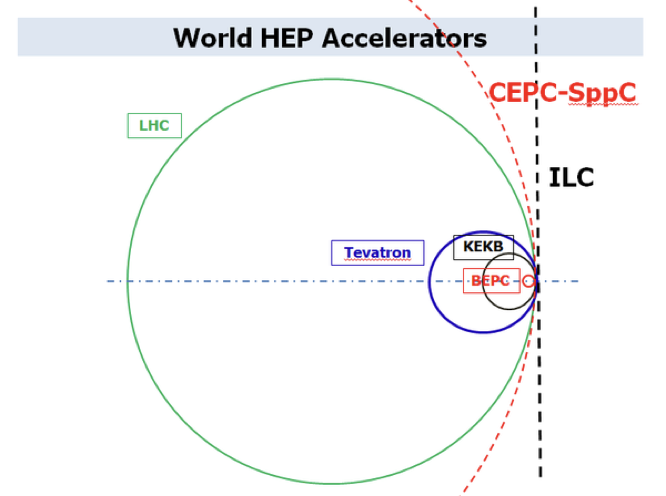 World HEP Accelerators
CEPC-SppC
LHC
ILC
KEKB
Tevatron
BEPC